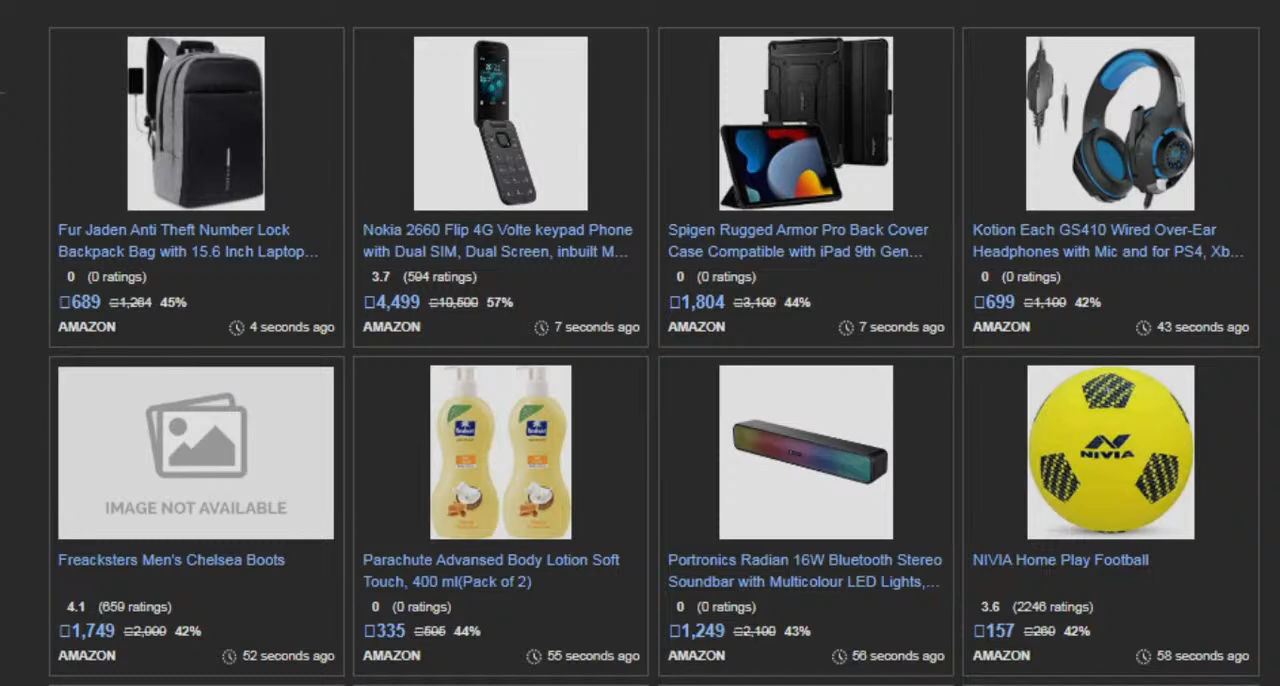 Fur Jaden Anti Theft Number Lock
Backpack Bag with 15.6 Inch Laptop...
0 (0 ratings)
689 1,264 45%
AMAZON 4 seconds ago
Nokia 2660 Flip 4G Volte keypad Phone
with Dual SIM, Dual Screen, inbuilt M...
3.7 (594 ratings)
4,499 10,500 57%
AMAZON 7 seconds ago
Spigen Rugged Armor Pro Back Cover
Case Compatible with iPad 9th Gen...
0 (0 ratings)
1,804 3,100 44%
AMAZON 7 seconds ago
Kotion Each GS410 Wired Over-Ear
Headphones with Mic and for PS4, Xb...
0 (0 ratings)
699 1,100 42%
AMAZON 43 seconds ago
IMAGE NOT AVAILABLE
Freacksters Men's Chelsea Boots
4.1 (659 ratings)
1,749 2,000 42%
AMAZON 52 seconds ago
Parachute Advansed Body Lotion Soft
Touch, 400 ml(Pack of 2)
0 (0 ratings)
335 595 44%
AMAZON 55 seconds ago
Portronics Radian 16W Bluetooth Stereo
Soundbar with Multicolour LED Lights,...
0 (0 ratings)
1,249 2,100 43%
AMAZON 56 seconds ago
NIVIA
NIVIA Home Play Football
3.6 (2246 ratings)
157 260 42%
AMAZON 58 seconds ago